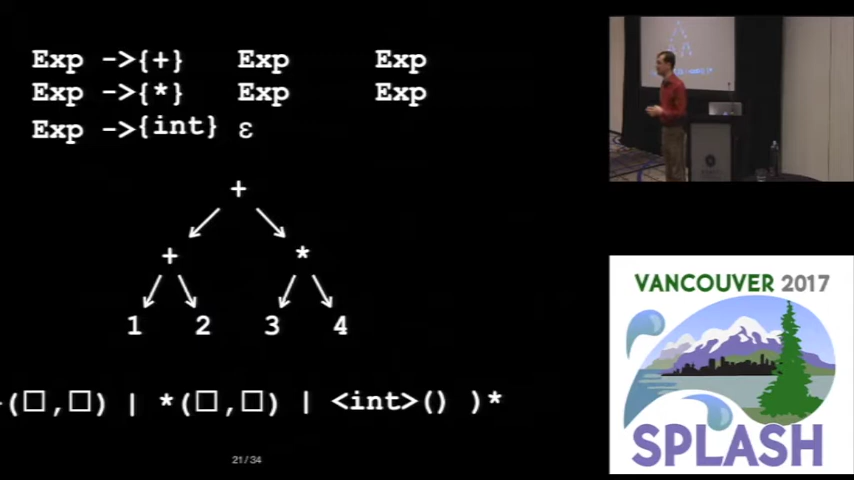 Exp ->{+} Exp Exp
Exp ->{*} Exp Exp
Exp ->{int} ε
+
+ *
1 2 3 4
(□,□) | *(□,□) | <int>() )*
21/34
VANCOUVER 2017
SPLASH